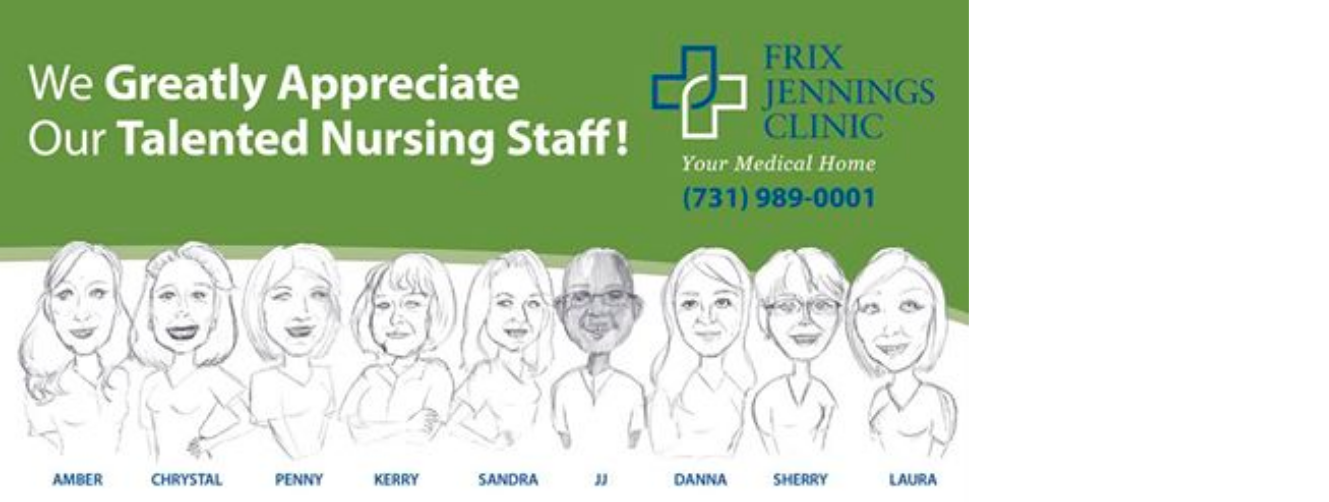 We Greatly Appreciate
Our Talented Nursing Staff!
FRIX
JENNINGS
CLINIC
Your Medical Home
(731) 989-0001
AMBER CHRYSTAL PENNY KERRY SANDRA JJ DANNA SHERRY LAURA